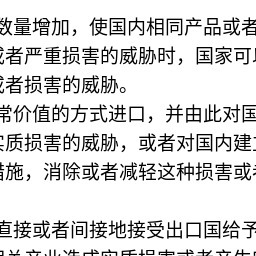 数量增加，使国内相同产品或者
或者严重损害的威胁时，国家可以
或者损害的威胁。
常价值的方式进口，并由此对国
实质损害的威胁，或者对国内建立
措施，消除或者减轻这种损害或者
直接或者间接地接受出口国给予